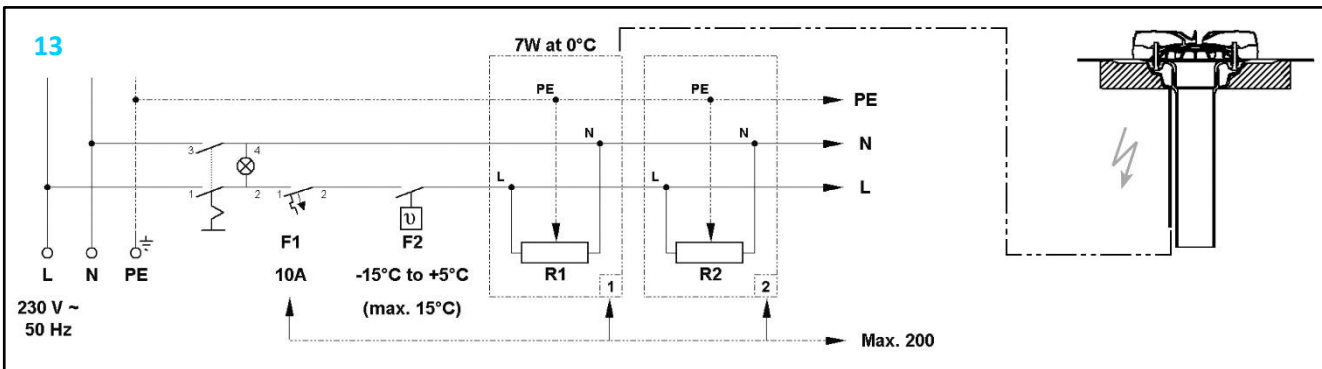 13
7W at 0°C
PE
PE
PE
3
4
N
N
N
1
2
1
2
L
L
L
υ
L
N
PE
F1
F2
R1
R2
10A
-15°C to +5°C
1
2
230 V ~
(max. 15°C)
50 Hz
Max. 200